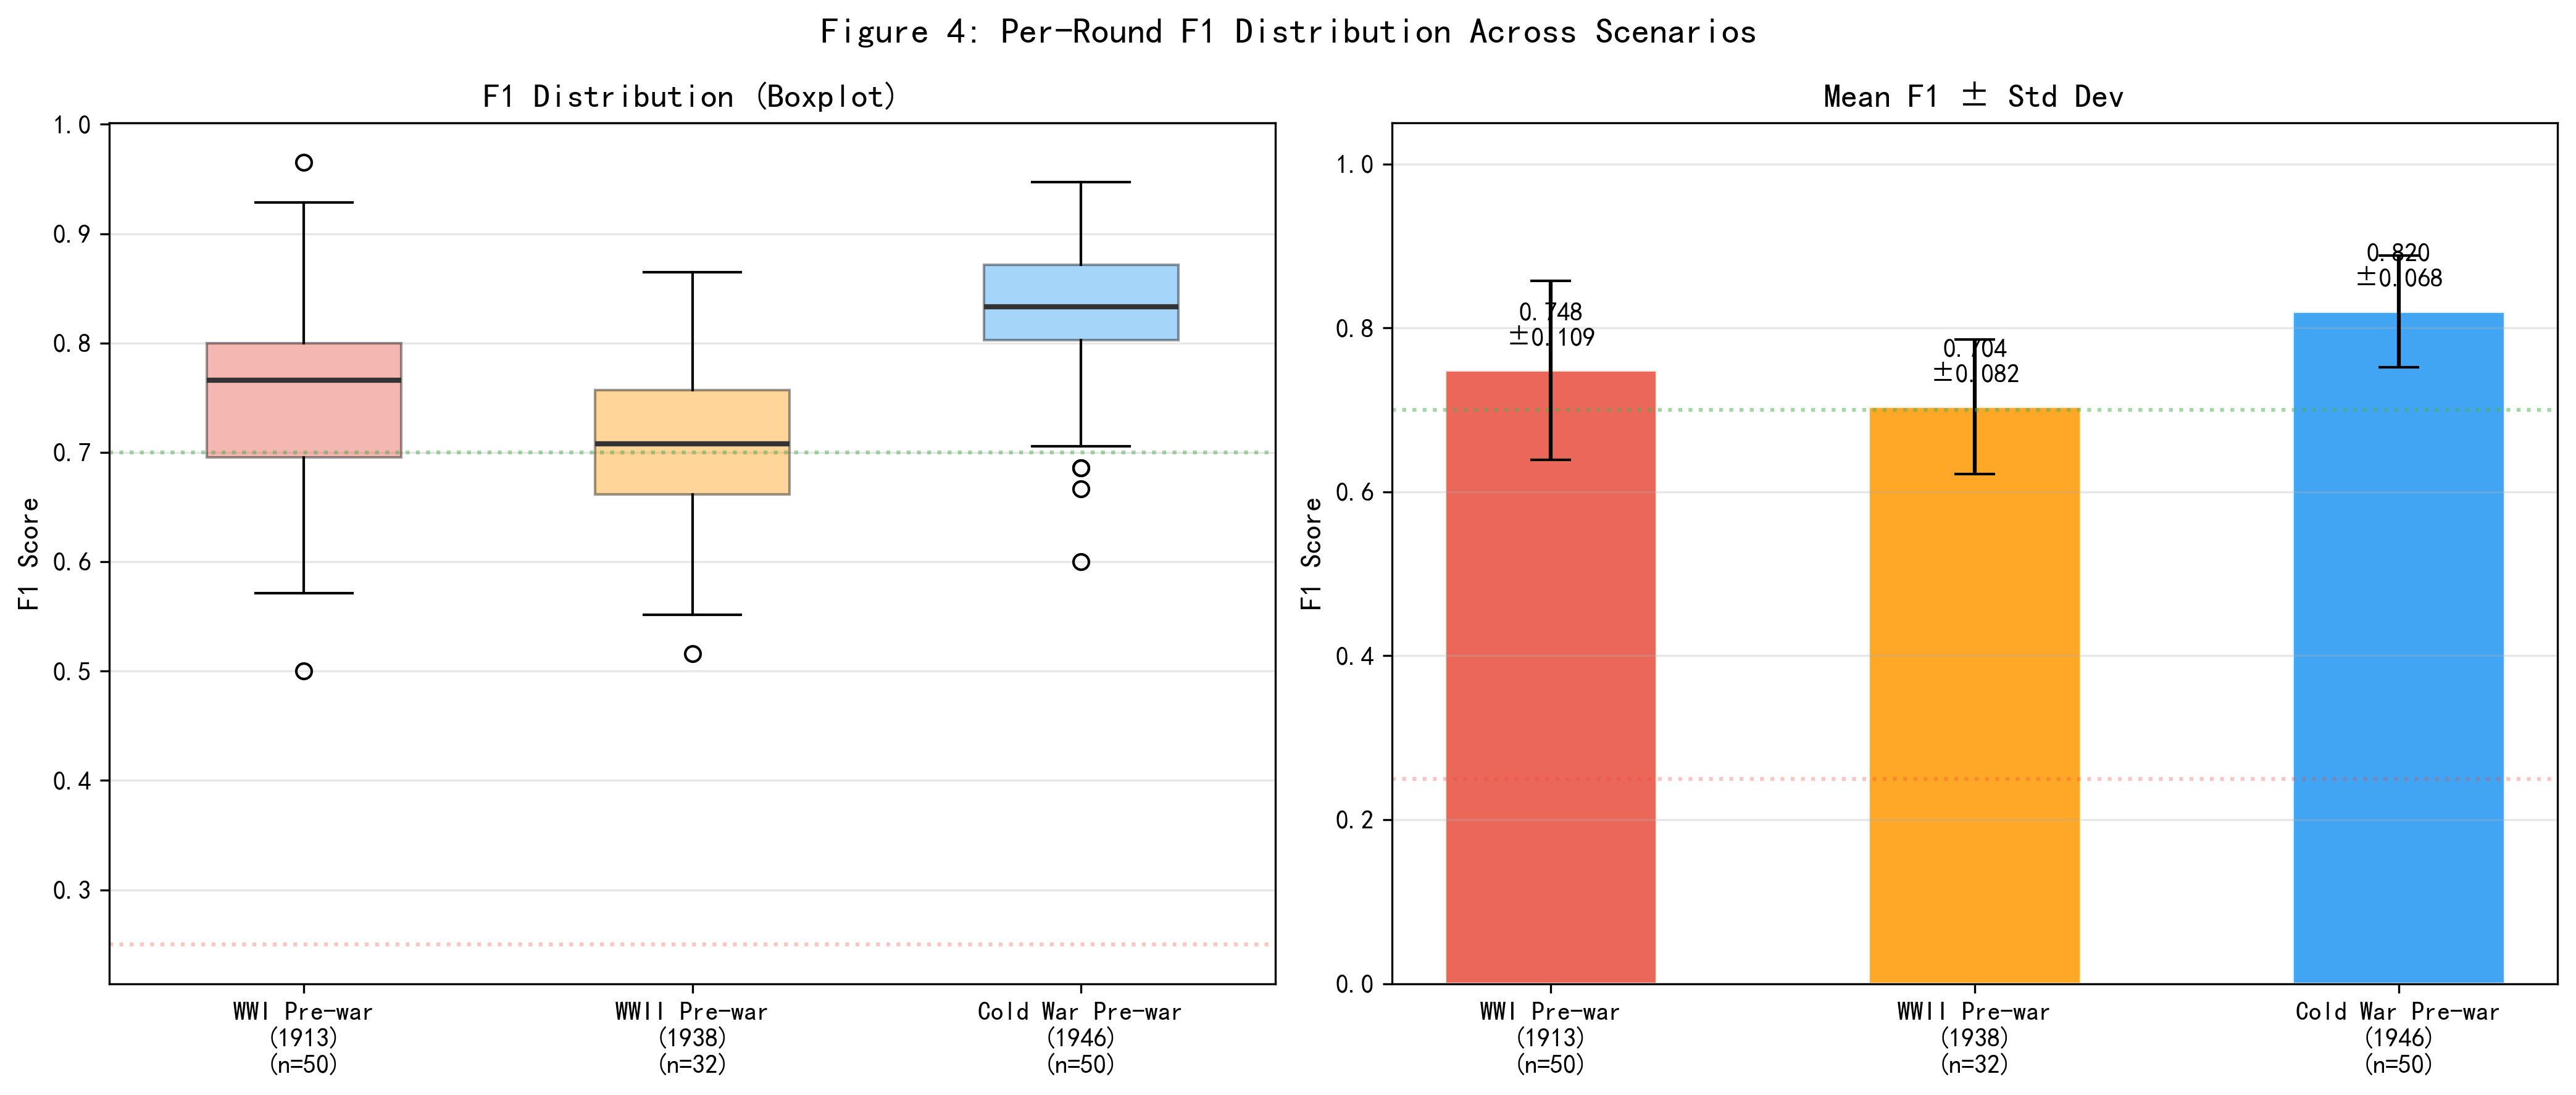 Figure 4: Per-Round F1 Distribution Across Scenarios
F1 Distribution (Boxplot)
F1 Score
1.0
0.9
0.8
0.7
0.6
0.5
0.4
0.3
WWI Pre-war
(1913)
(n=50)
WWII Pre-war
(1938)
(n=32)
Cold War Pre-war
(1946)
(n=50)
Mean F1 ± Std Dev
F1 Score
1.0
0.8
0.6
0.4
0.2
0.0
0.748
±0.109
0.704
±0.082
0.820
±0.068
WWI Pre-war
(1913)
(n=50)
WWII Pre-war
(1938)
(n=32)
Cold War Pre-war
(1946)
(n=50)